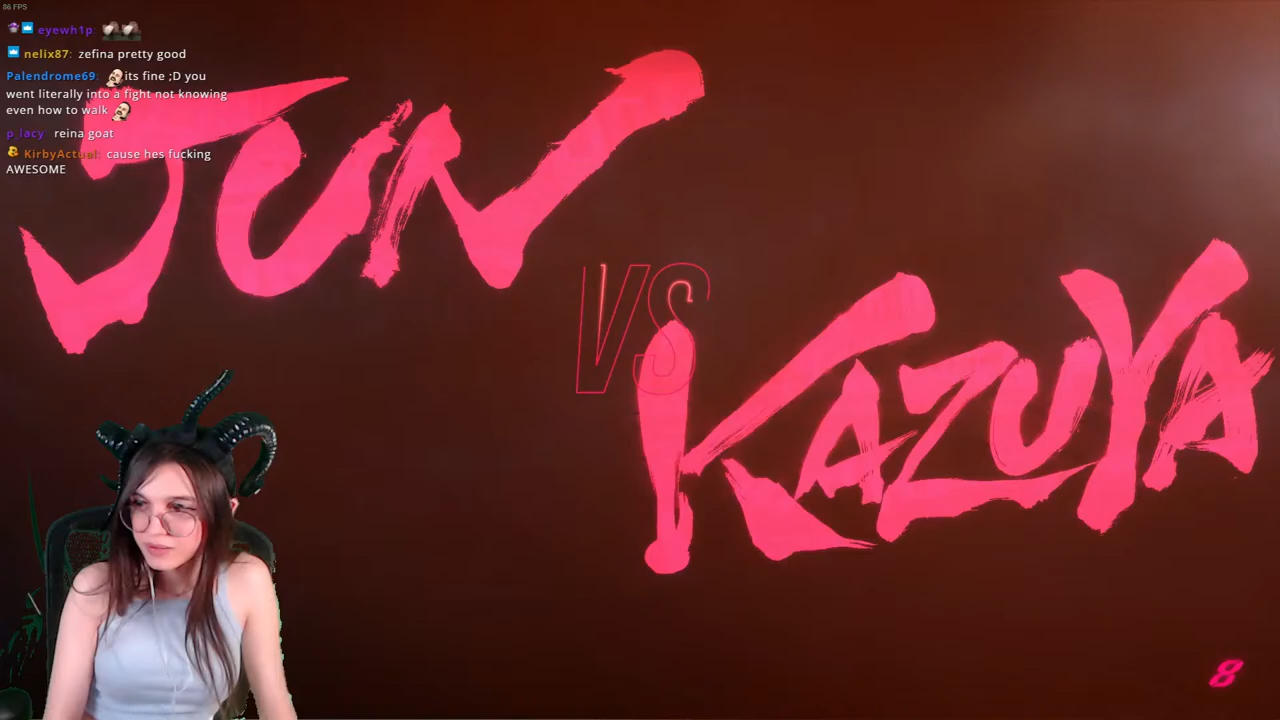 86 FPS
eyewh1p:
nelix87: zefina pretty good
Palendrome69: its fine ;D you
went literally into a fight not knowing
even how to walk
p_lacy: reina goat
KirbyActual: cause hes fucking
AWESOME
JUN
VS
KAZUYA
8